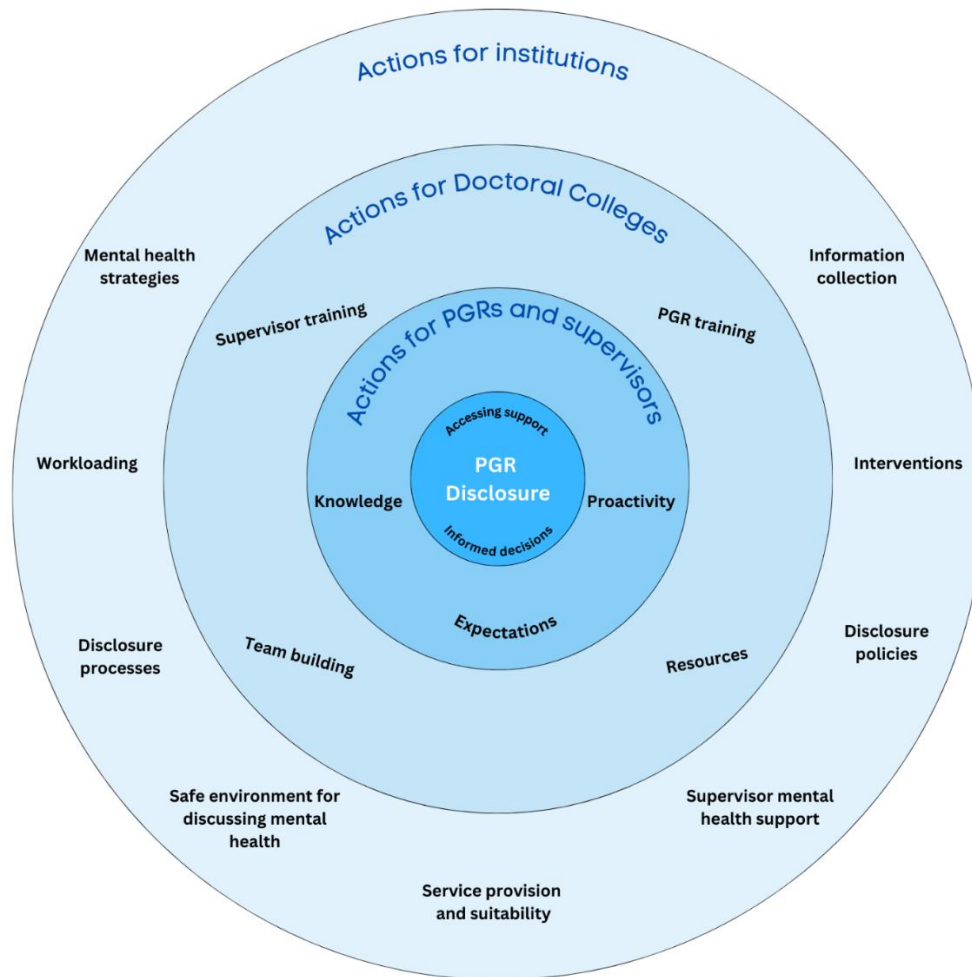 Actions for institutions
Actions for Doctoral Colleges
Mental health
strategies
Information
collection
Supervisor training
PGR training
Actions for PGRs and supervisors
Accessing support
Workloading
PGR
Disclosure
Interventions
Knowledge
Proactivity
Informed decisions
Expectations
Disclosure
processes
Team building
Resources
Disclosure
policies
Safe environment for
discussing mental
health
Supervisor mental
health support
Service provision
and suitability